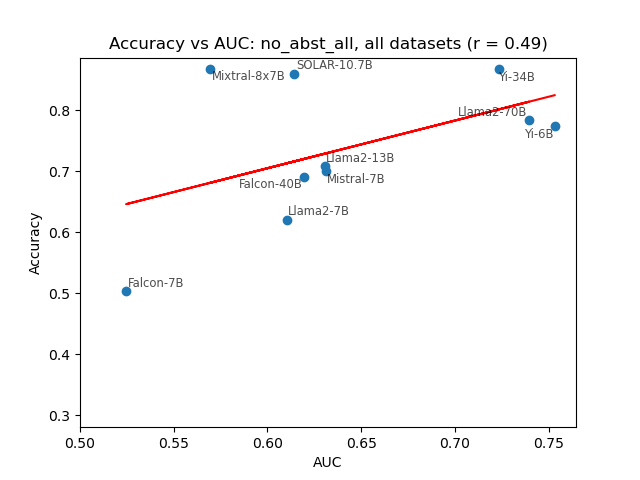 Accuracy vs AUC: no_abst_all, all datasets (r = 0.49)
SOLAR-10.7B
Mixtral-8x7B
Yi-34B
Llama2-70B
Yi-6B
Llama2-13B
Mistral-7B
Falcon-40B
Llama2-7B
Falcon-7B
Accuracy
0.8
0.7
0.6
0.5
0.4
0.3
0.50 0.55 0.60 0.65 0.70 0.75
AUC